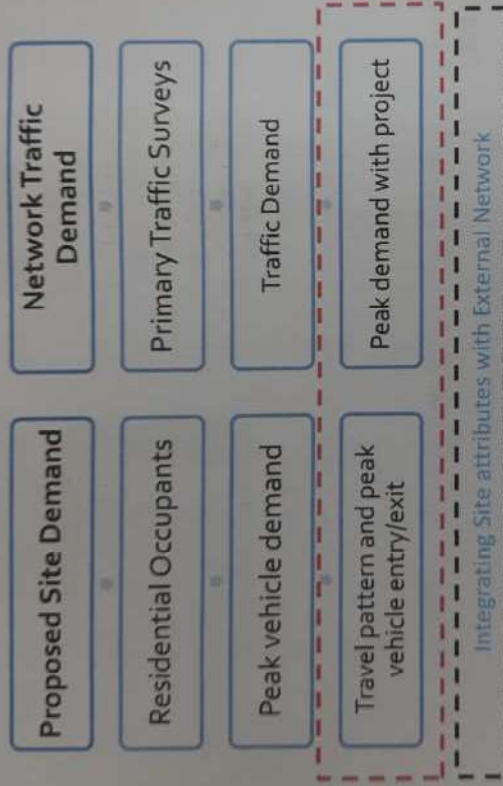 Proposed Site Demand
Residential Occupants
Peak vehicle demand
Travel pattern and peak
vehicle entry/exit
Network Traffic
Demand
Primary Traffic Surveys
Traffic Demand
Peak demand with project
Integrating Site attributes with External Network